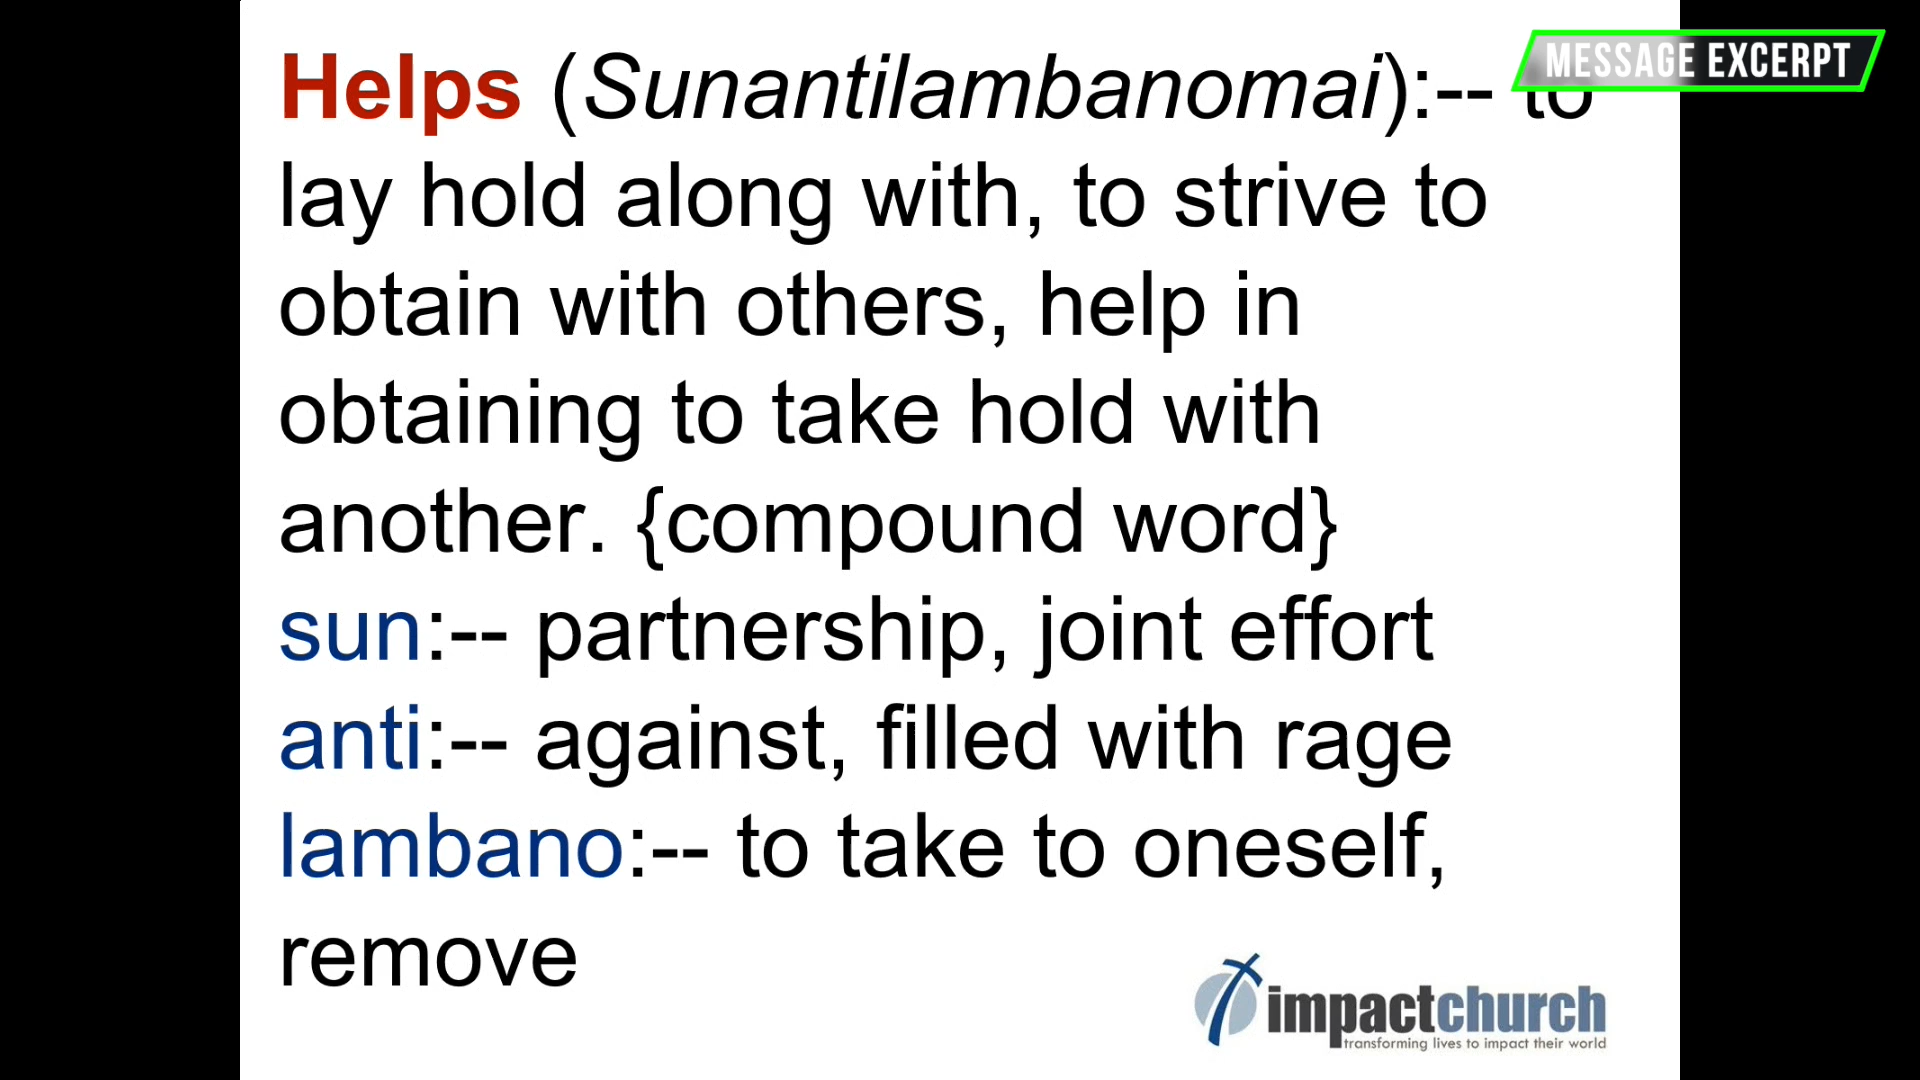 Helps (Sunantilambanomai):-- to
MESSAGE EXCERPT
lay hold along with, to strive to
obtain with others, help in
obtaining to take hold with
another. {compound word}
sun:-- partnership, joint effort
anti:-- against, filled with rage
lambano:-- to take to oneself,
remove
impactchurch
transforming lives to impact their world